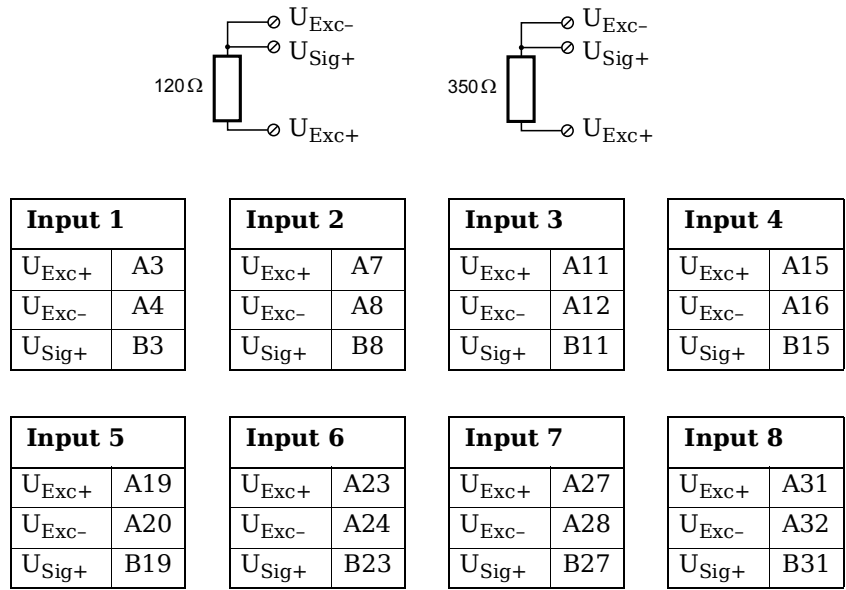 U_Exc– U_Exc–
U_Sig+ U_Sig+
120 Ω 350 Ω
U_Exc+ U_Exc+
Input 1 Input 2 Input 3 Input 4
U_Exc+ A3 U_Exc+ A7 U_Exc+ A11 U_Exc+ A15
U_Exc– A4 U_Exc– A8 U_Exc– A12 U_Exc– A16
U_Sig+ B3 U_Sig+ B8 U_Sig+ B11 U_Sig+ B15
Input 5 Input 6 Input 7 Input 8
U_Exc+ A19 U_Exc+ A23 U_Exc+ A27 U_Exc+ A31
U_Exc– A20 U_Exc– A24 U_Exc– A28 U_Exc– A32
U_Sig+ B19 U_Sig+ B23 U_Sig+ B27 U_Sig+ B31